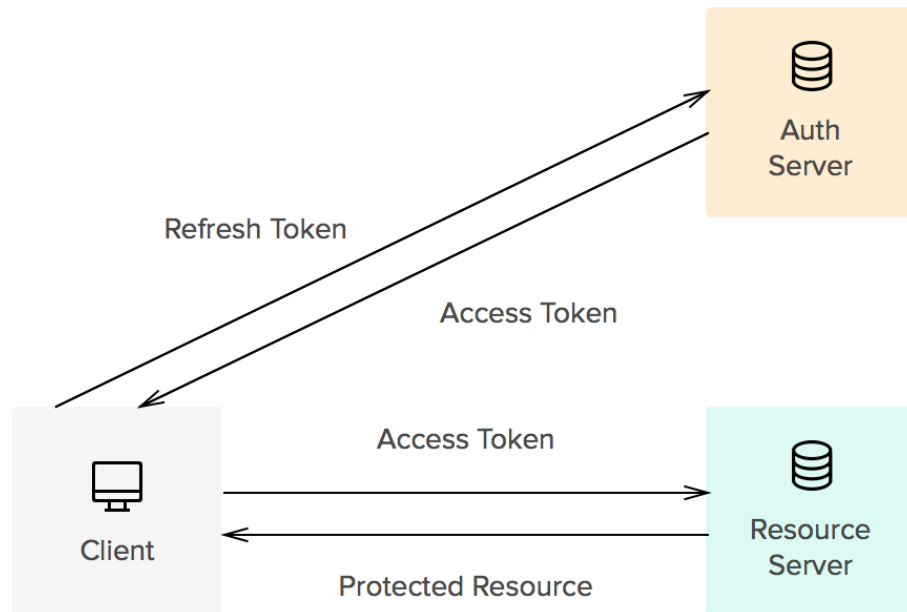 Auth
Server
Refresh Token
Access Token
Access Token
Client
Resource
Server
Protected Resource